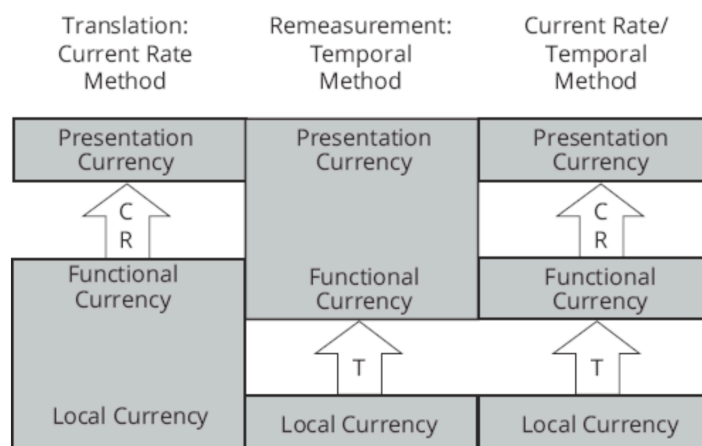 Translation:
Current Rate
Method
Remeasurement:
Temporal
Method
Current Rate/
Temporal
Method
Presentation
Currency
Presentation
Currency
Presentation
Currency
C
R
C
R
Functional
Currency
Functional
Currency
Functional
Currency
T
T
Local Currency
Local Currency
Local Currency